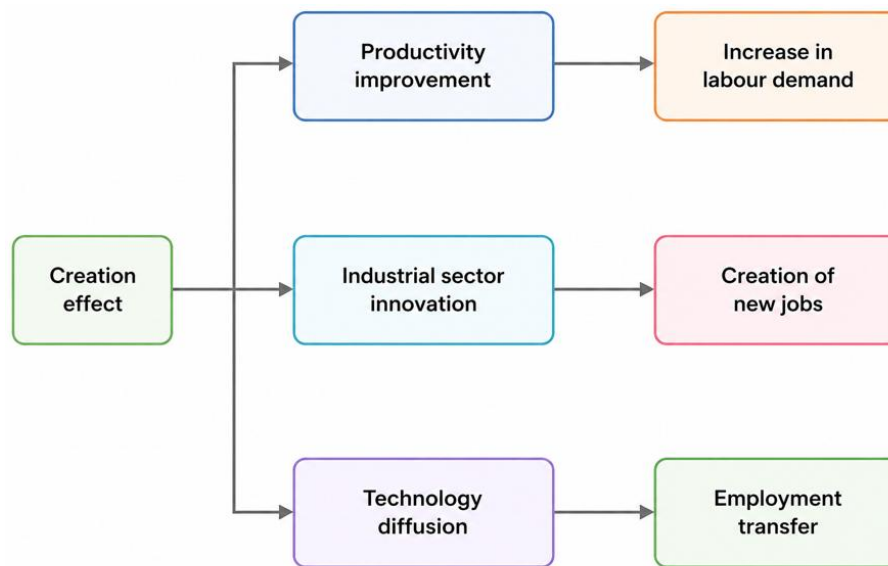 Productivity
improvement
Increase in
labour demand
Creation
effect
Industrial sector
innovation
Creation of
new jobs
Technology
diffusion
Employment
transfer